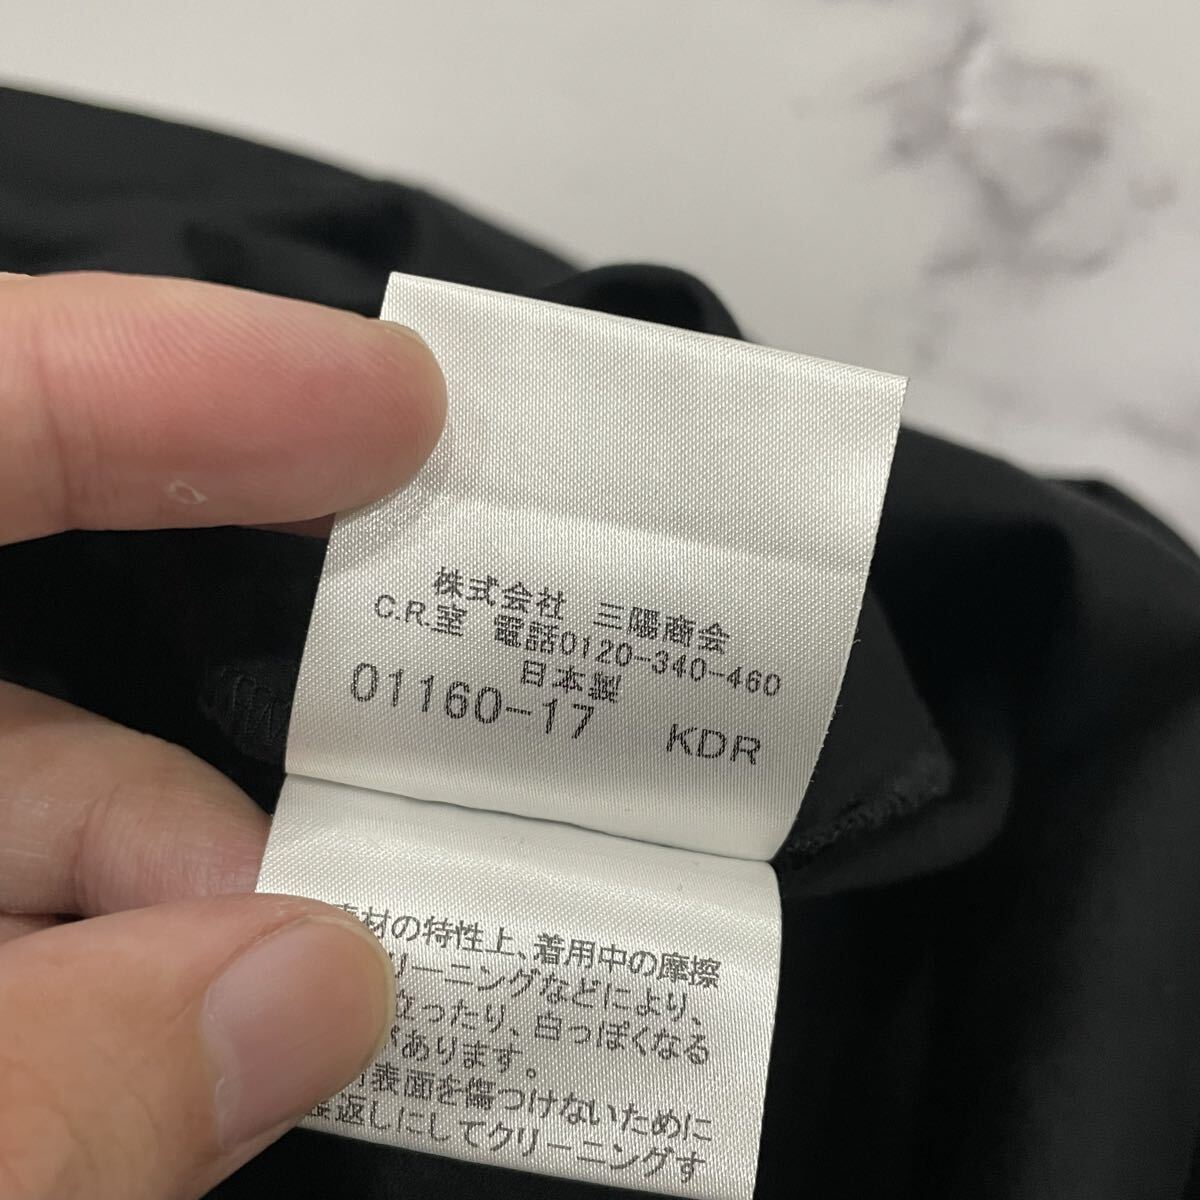 株式会社 三陽商会
C.R.室 電話0120-340-460
日本製
01160-17 KDR
素材の特性上、着用中の摩擦
リーニングなどにより、
立ったり、白っぽくなる
があります。
表面を傷つけないために
裏返しにしてクリーニングす